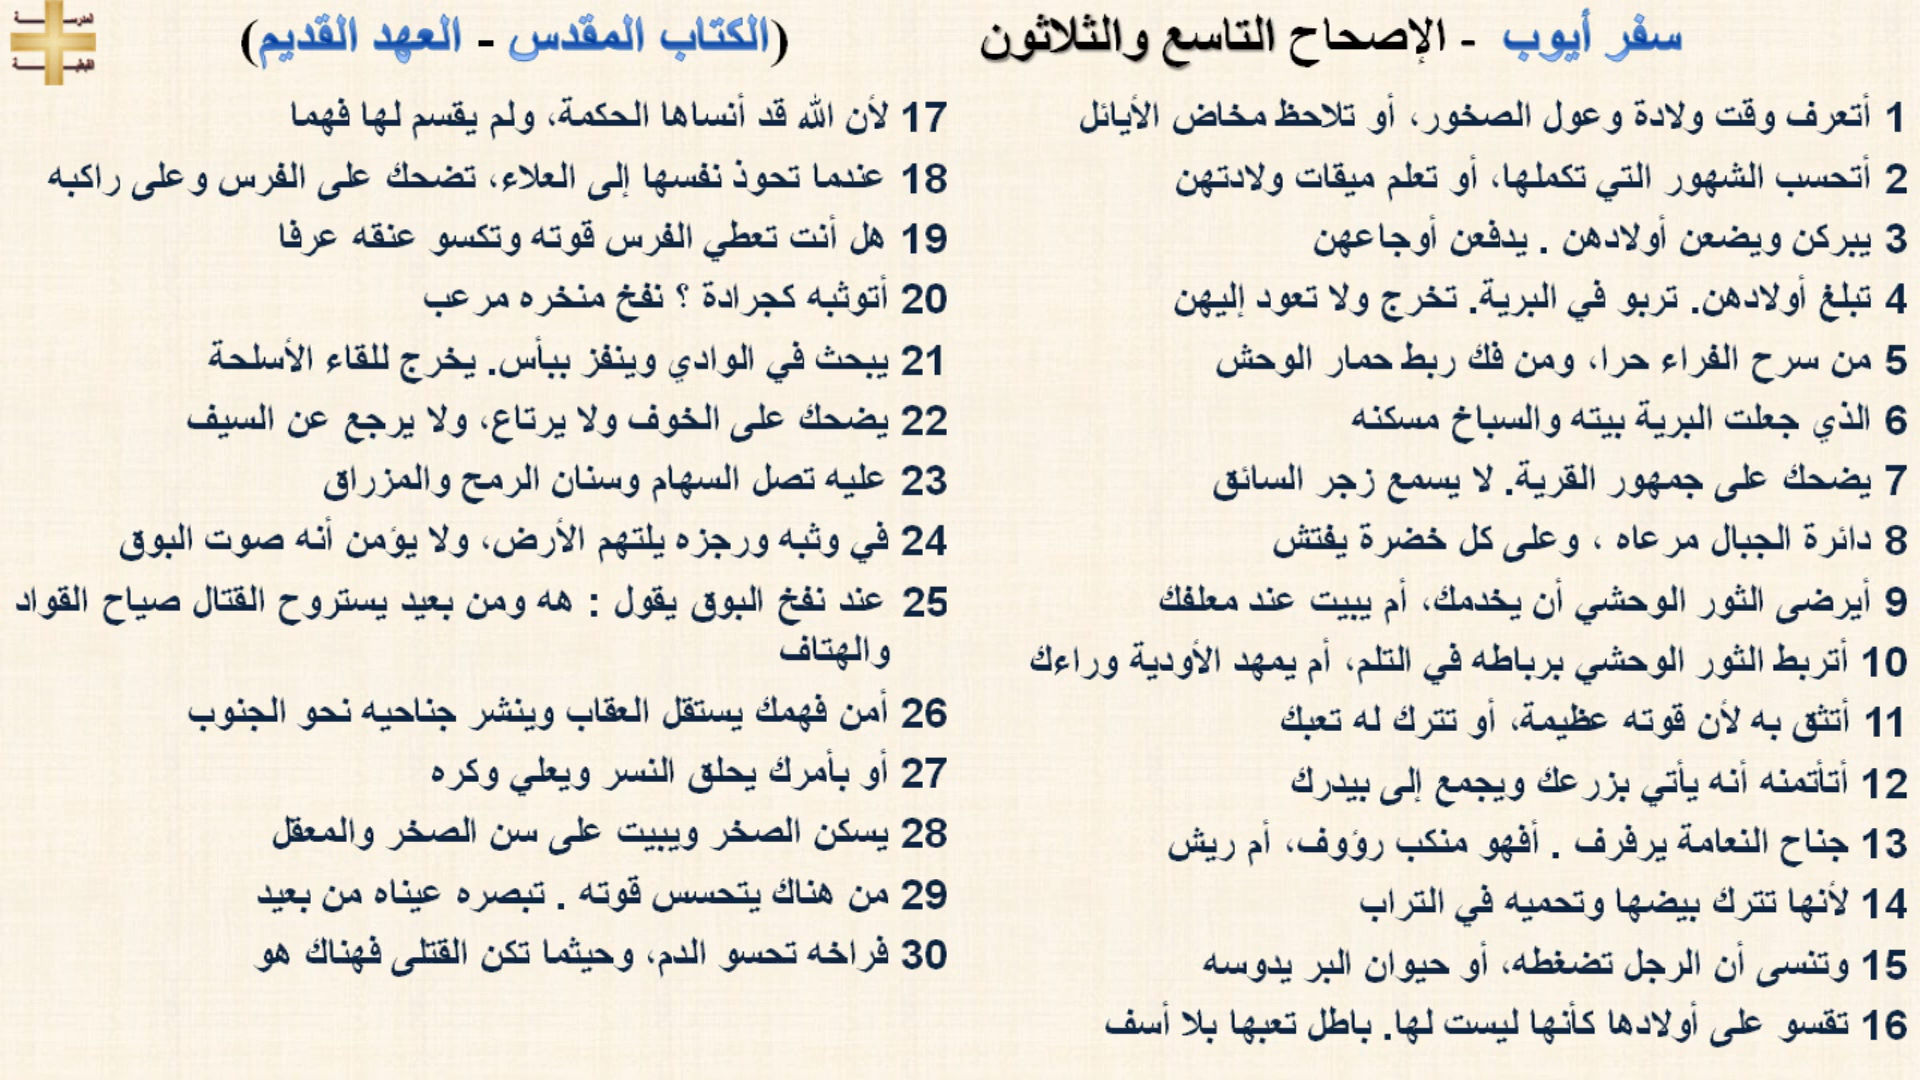 سفر أيوب - الإصحاح التاسع والثلاثون (الكتاب المقدس - العهد القديم)
1 أتعرف وقت ولادة وعول الصخور، أو تلاحظ مخاض الأيائل
2 أتحسب الشهور التي تكملها، أو تعلم ميقات ولادتهن
3 يبركن ويضعن أولادهن . يدفعن أوجاعهن
4 تبلغ أولادهن. تربو في البرية. تخرج ولا تعود إليهن
5 من سرح الفراء حرا، ومن فك ربط حمار الوحش
6 الذي جعلت البرية بيته والسباخ مسكنه
7 يضحك على جمهور القرية. لا يسمع زجر السائق
8 دائرة الجبال مرعاه ، وعلى كل خضرة يفتش
9 أيرضى الثور الوحشي أن يخدمك، أم يبيت عند معلفك
10 أتربط الثور الوحشي برباطه في التلم، أم يمهد الأودية وراءك
11 أتثق به لأن قوته عظيمة، أو تترك له تعبك
12 أتأتمنه أنه يأتي بزرعك ويجمع إلى بيدرك
13 جناح النعامة يرفرف . أفهو منكب رؤوف، أم ريش
14 لأنها تترك بيضها وتحميه في التراب
15 وتنسى أن الرجل تضغطه، أو حيوان البر يدوسه
16 تقسو على أولادها كأنها ليست لها. باطل تعبها بلا أسف
17 لأن الله قد أنساها الحكمة، ولم يقسم لها فهما
18 عندما تحوذ نفسها إلى العلاء، تضحك على الفرس وعلى راكبه
19 هل أنت تعطي الفرس قوته وتكسو عنقه عرفا
20 أتوثبه كجرادة ؟ نفخ منخره مرعب
21 يبحث في الوادي وينفز ببأس. يخرج للقاء الأسلحة
22 يضحك على الخوف ولا يرتاع، ولا يرجع عن السيف
23 عليه تصل السهام وسنان الرمح والمزراق
24 في وثبه ورجزه يلتهم الأرض، ولا يؤمن أنه صوت البوق
25 عند نفخ البوق يقول : هه ومن بعيد يستروح القتال صياح القواد
والهتاف
26 أمن فهمك يستقل العقاب وينشر جناحيه نحو الجنوب
27 أو بأمرك يحلق النسر ويعلي وكره
28 يسكن الصخر ويبيت على سن الصخر والمعقل
29 من هناك يتحسس قوته . تبصره عيناه من بعيد
30 فراخه تحسو الدم، وحيثما تكن القتلى فهناك هو